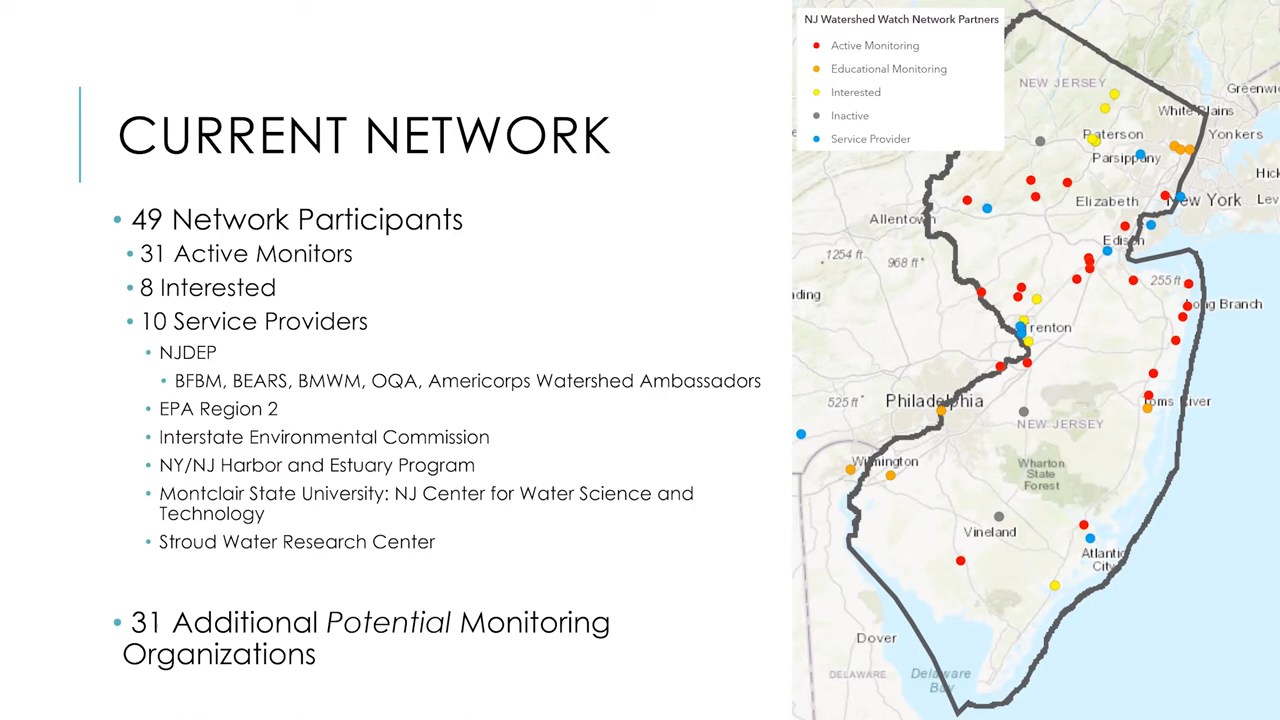 CURRENT NETWORK
• 49 Network Participants
• 31 Active Monitors
• 8 Interested
• 10 Service Providers
• NJDEP
• BFBM, BEARS, BMWM, OQA, Americorps Watershed Ambassadors
• EPA Region 2
• Interstate Environmental Commission
• NY/NJ Harbor and Estuary Program
• Montclair State University: NJ Center for Water Science and
Technology
• Stroud Water Research Center
• 31 Additional Potential Monitoring
Organizations
NJ Watershed Watch Network Partners
Active Monitoring
Educational Monitoring
Interested
Inactive
Service Provider
NEW JERSEY
Greenwi
White Plains
Paterson
Yonkers
Parsippany
Hick
Elizabeth
New York
Lev
Allentown
Edison
1254 ft
968 ft
255 ft
ding
Long Branch
Trenton
525 ft
Philadelphia
Toms River
NEW JERSEY
Wilmington
Wharton
State
Forest
Vineland
Atlantic
City
Dover
DELAWARE
Delaware
Bay